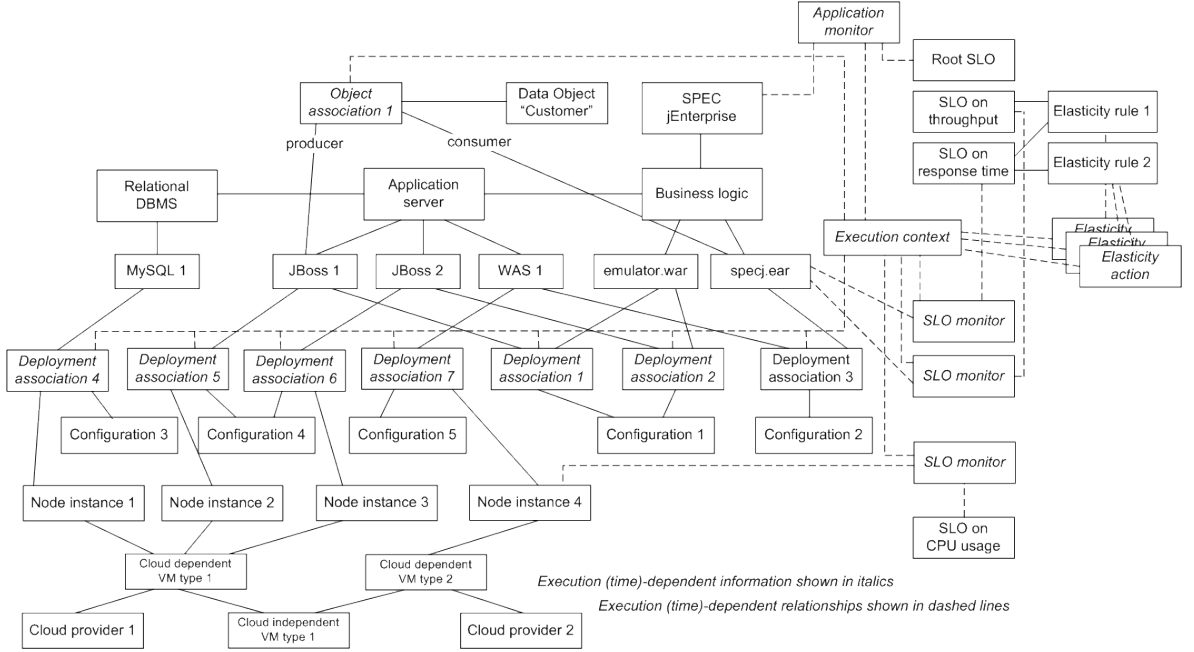 Application
monitor
Root SLO
Object
association 1
Data Object
“Customer”
SPEC
jEnterprise
SLO on
throughput
Elasticity rule 1
producer
consumer
SLO on
response time
Elasticity rule 2
Relational
DBMS
Application
server
Business logic
Execution context
Elasticity
Elasticity
Elasticity
action
MySQL 1
JBoss 1
JBoss 2
WAS 1
emulator.war
specj.ear
SLO monitor
Deployment
association 4
Deployment
association 5
Deployment
association 6
Deployment
association 7
Deployment
association 1
Deployment
association 2
Deployment
association 3
SLO monitor
Configuration 3
Configuration 4
Configuration 5
Configuration 1
Configuration 2
SLO monitor
Node instance 1
Node instance 2
Node instance 3
Node instance 4
SLO on
CPU usage
Cloud dependent
VM type 1
Cloud dependent
VM type 2
Execution (time)-dependent information shown in italics
Execution (time)-dependent relationships shown in dashed lines
Cloud provider 1
Cloud independent
VM type 1
Cloud provider 2